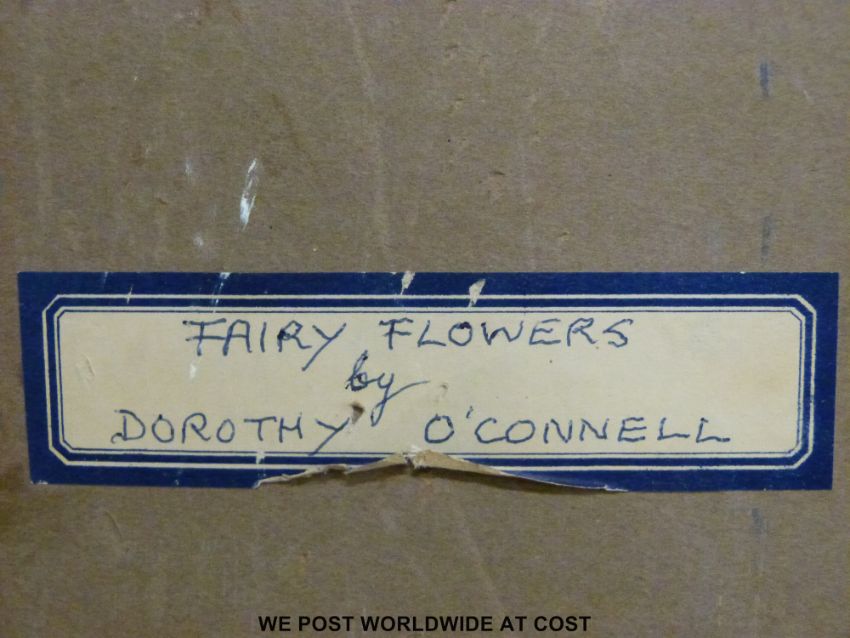 FAIRY FLOWERS
by
DOROTHY O'CONNELL
WE POST WORLDWIDE AT COST